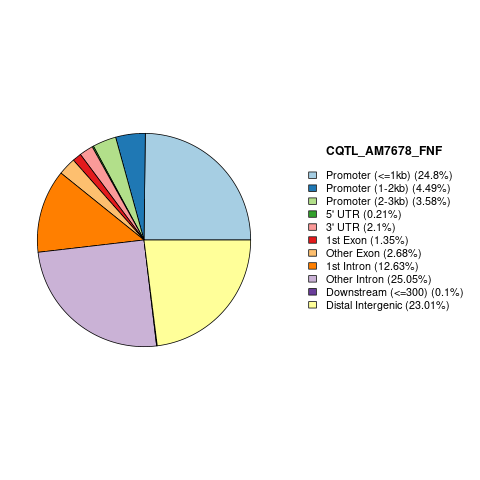 CQTL_AM7678_FNF
Promoter (<=1kb) (24.8%)
Promoter (1-2kb) (4.49%)
Promoter (2-3kb) (3.58%)
5' UTR (0.21%)
3' UTR (2.1%)
1st Exon (1.35%)
Other Exon (2.68%)
1st Intron (12.63%)
Other Intron (25.05%)
Downstream (<=300) (0.1%)
Distal Intergenic (23.01%)